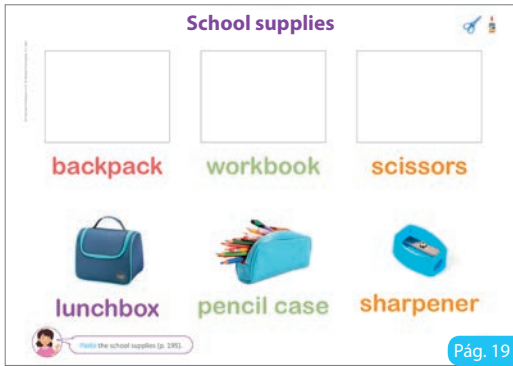 School supplies
backpack workbook scissors
lunchbox pencil case sharpener
Paste the school supplies (p. 195).
Pág. 19